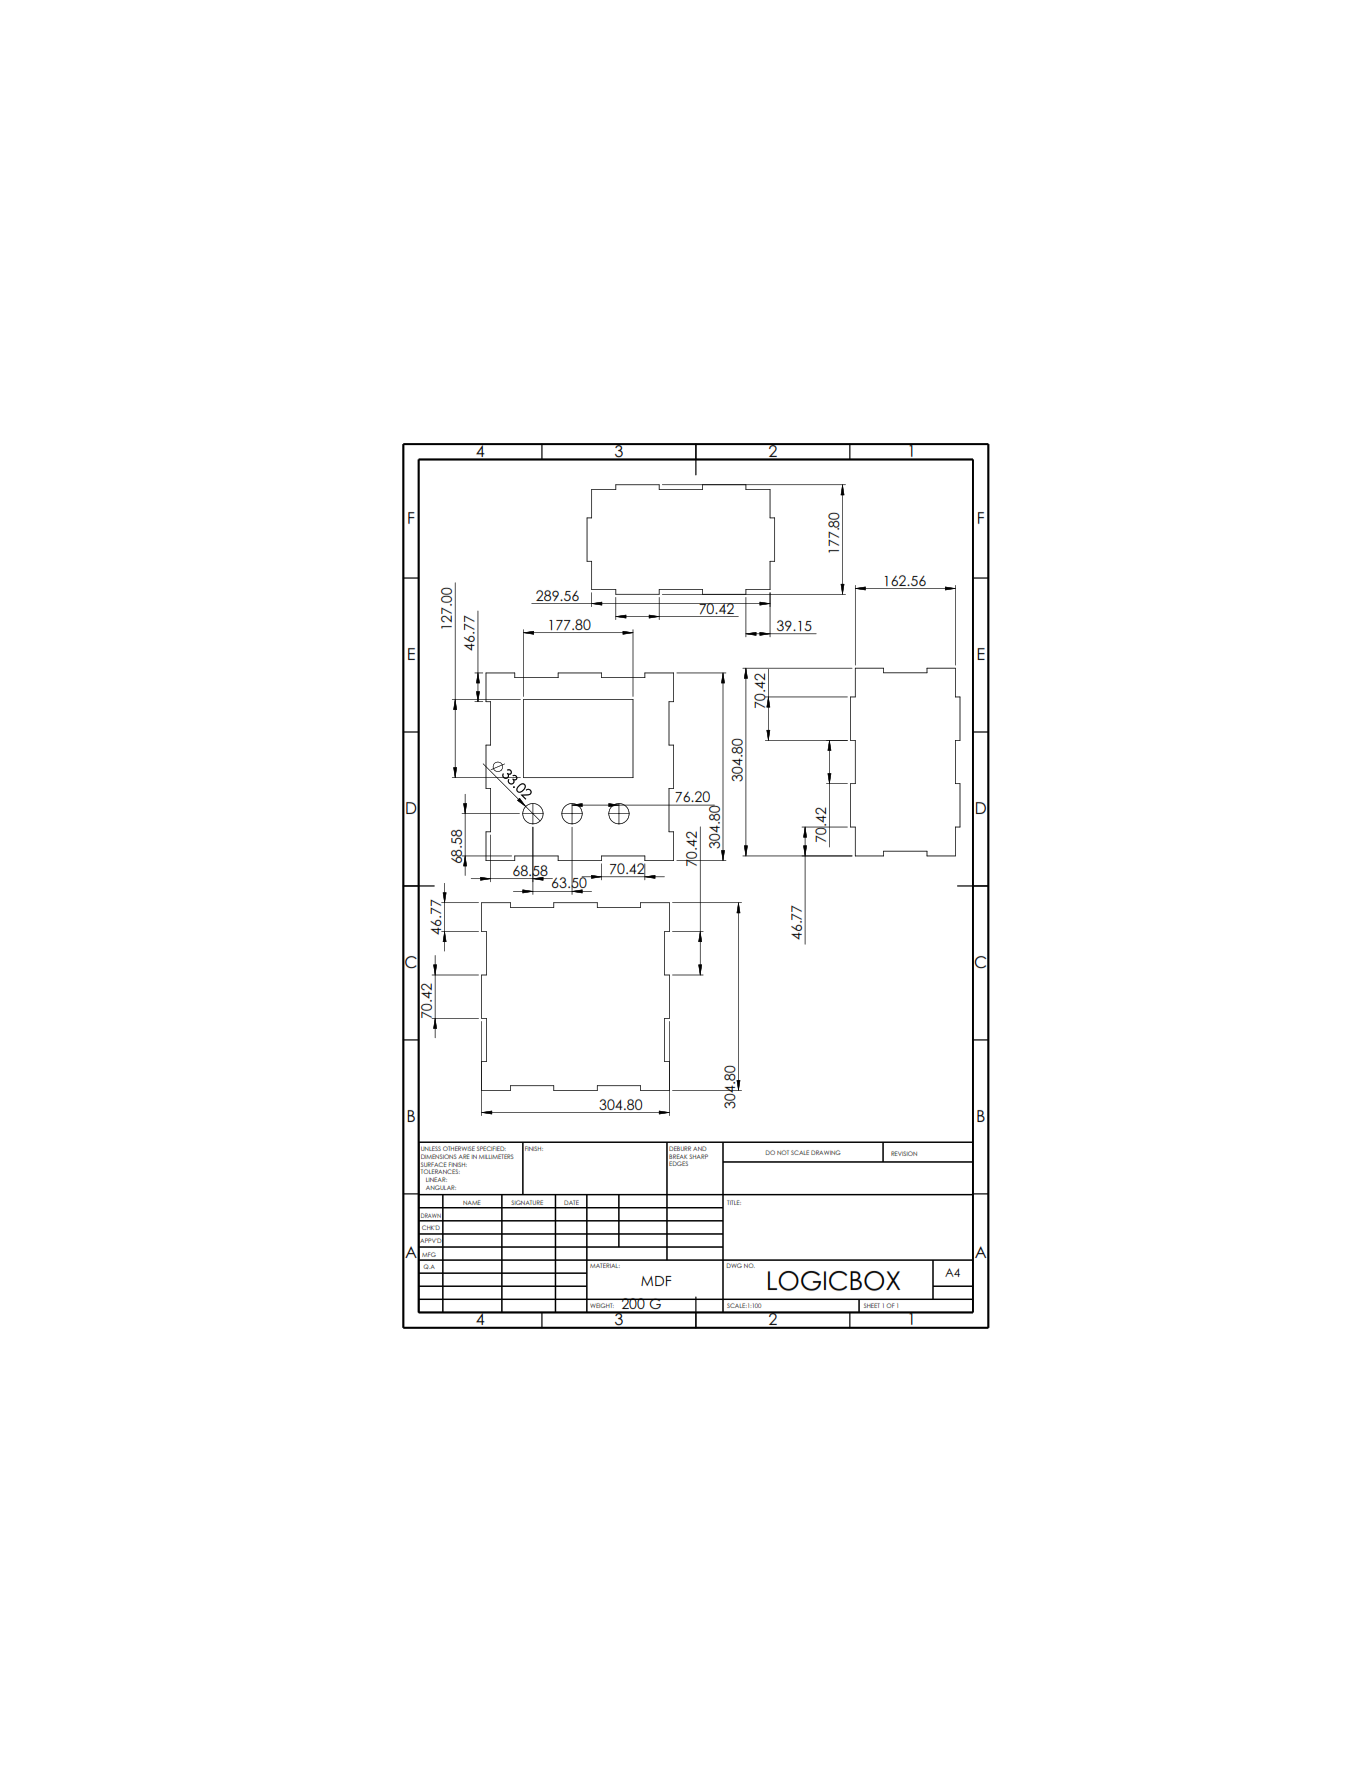 4 3 2 1
F F
177.80
162.56
289.56
70.42
127.00
46.77
177.80
39.15
E E
70.42
304.80
⌀33.02
76.20
D D
304.80
70.42
68.58
70.42
68.58
70.42
63.50
46.77
46.77
C C
70.42
304.80
304.80
B B
UNLESS OTHERWISE SPECIFIED:
DIMENSIONS ARE IN MILLIMETERS
SURFACE FINISH:
TOLERANCES:
LINEAR:
ANGULAR:
FINISH:
DEBURR AND
BREAK SHARP
EDGES
DO NOT SCALE DRAWING
REVISION
NAME SIGNATURE DATE
TITLE:
DRAWN
CHK'D
APPV'D
MFG
Q.A
A A
MATERIAL:
MDF
DWG NO.
LOGICBOX
A4
WEIGHT: 200 G
SCALE:1:100
SHEET 1 OF 1
4 3 2 1